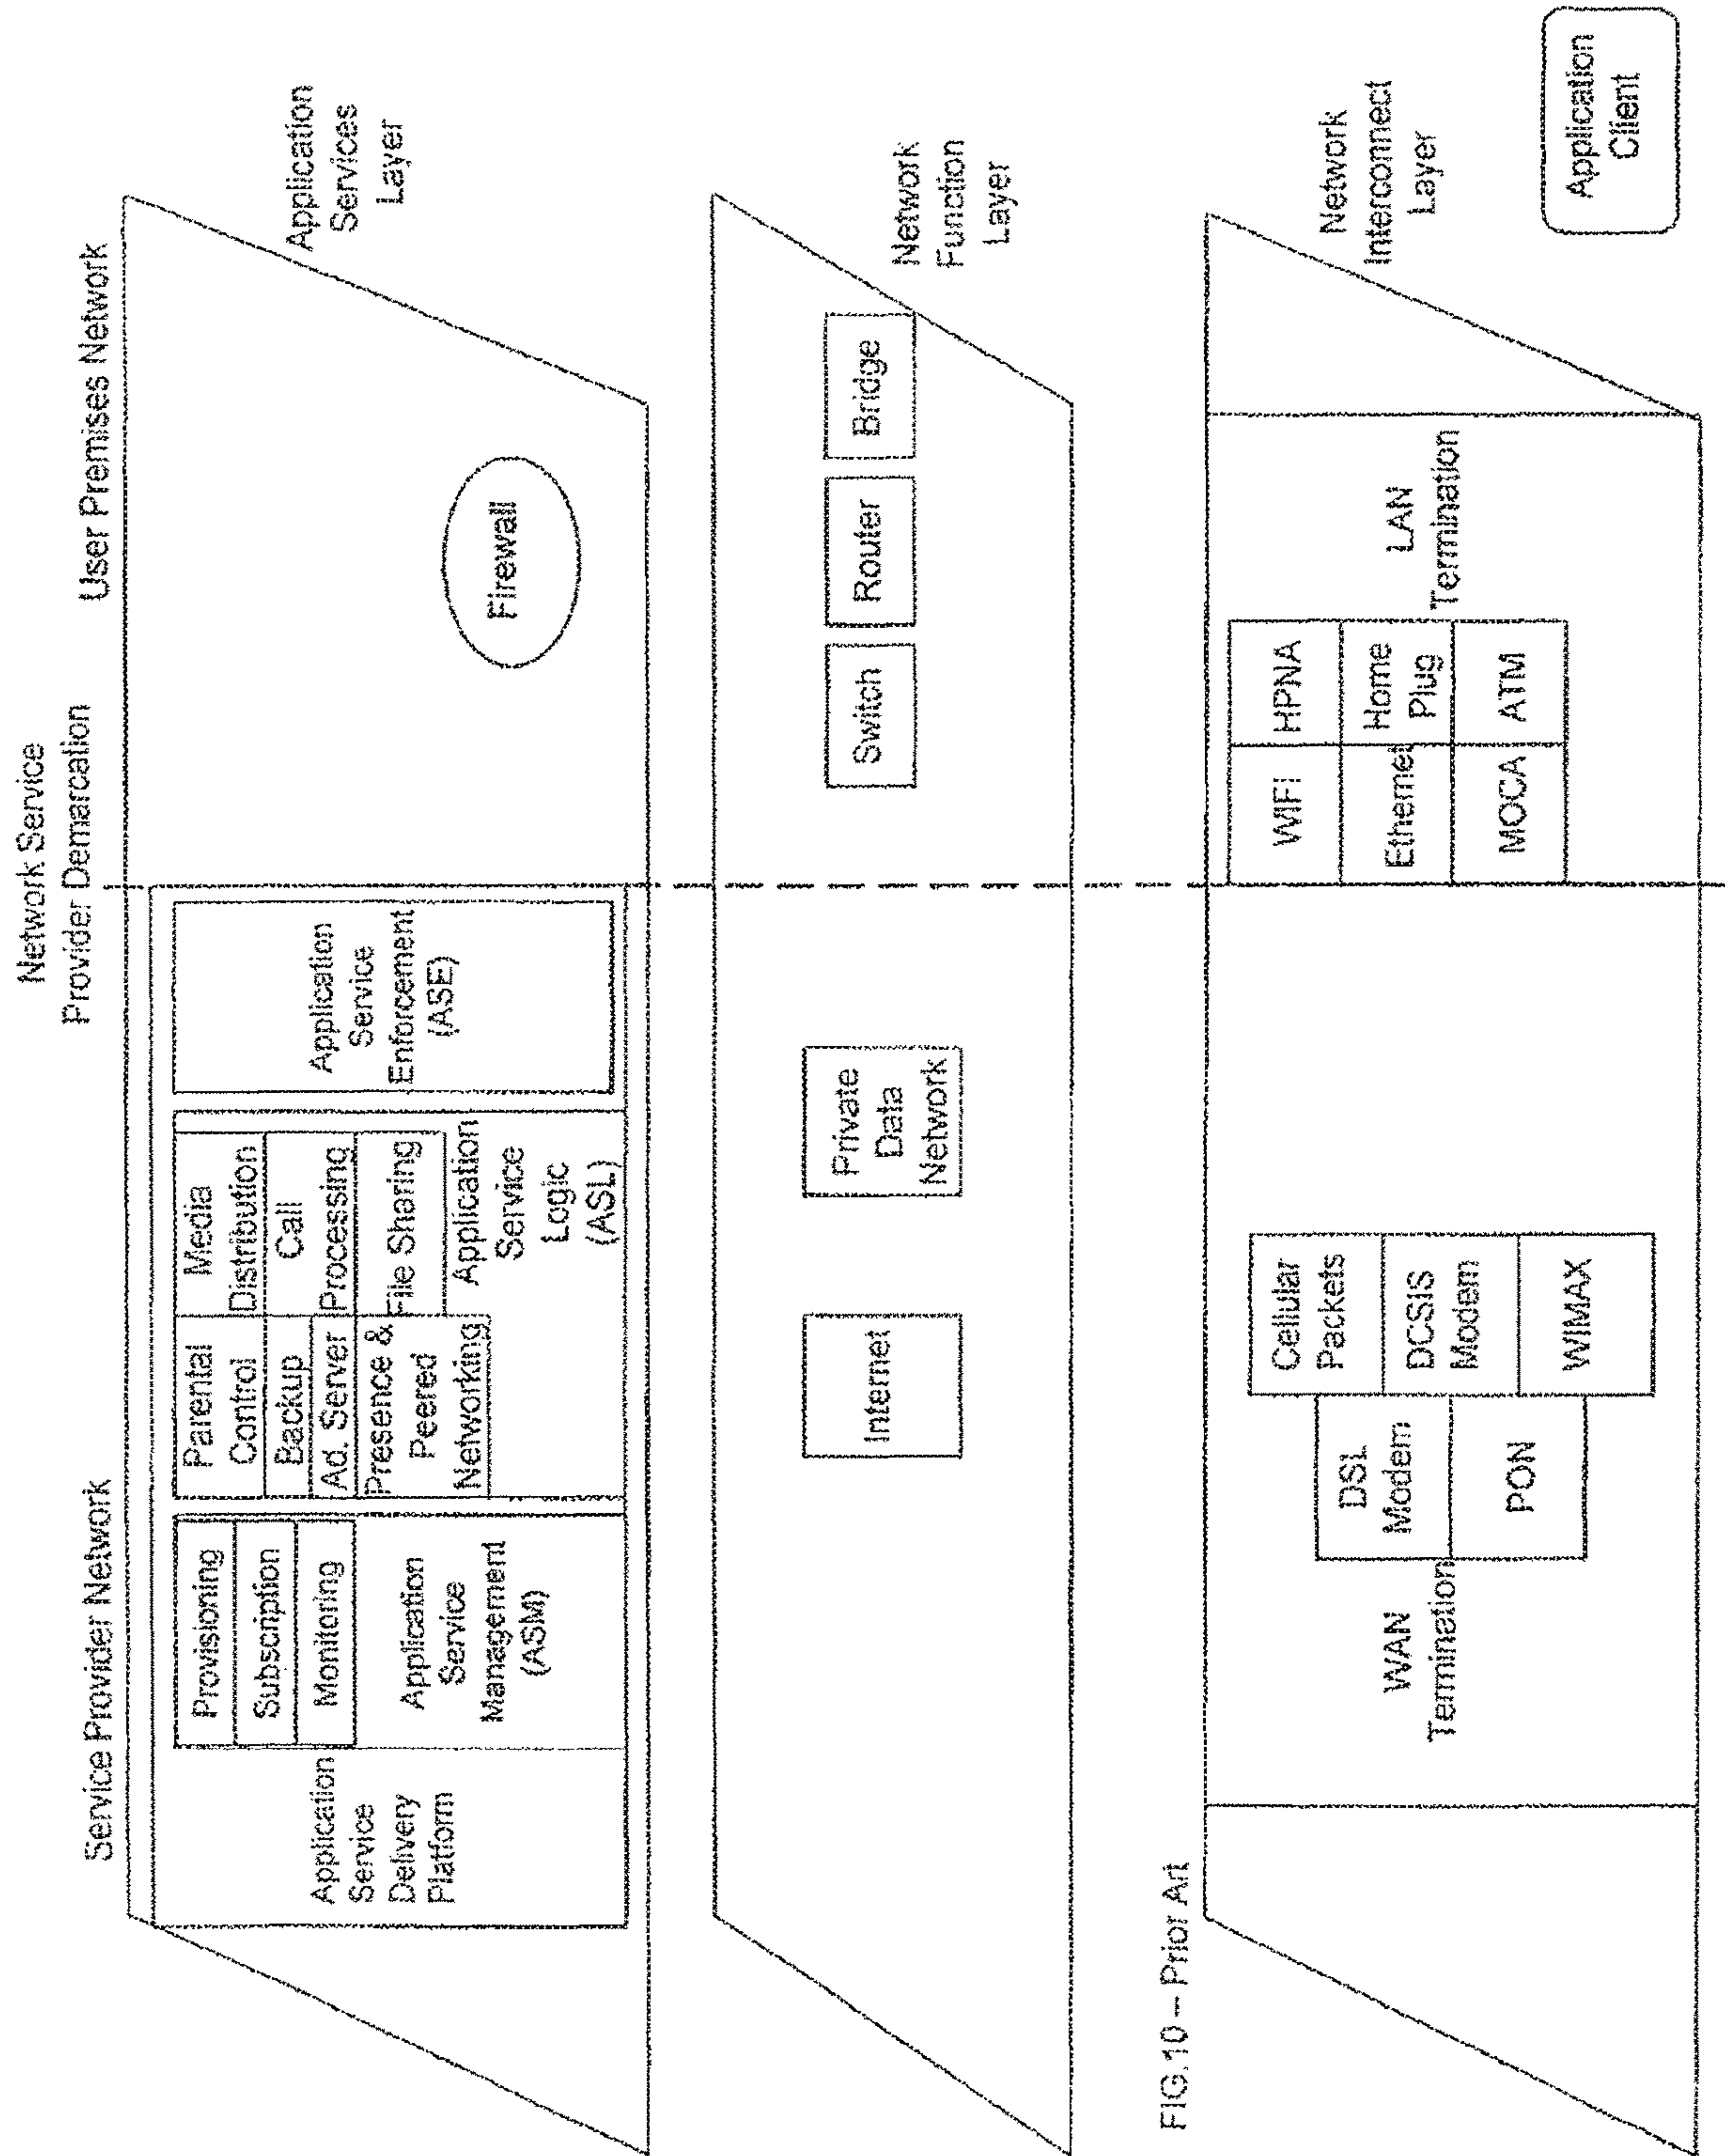 Network Service
Provider Demarcation
Service Provider Network
User Premises Network
Application
Service
Delivery
Platform
Provisioning
Subscription
Monitoring
Application
Service
Management
(ASM)
Parental
Control
Backup
Ad. Server
Presence &
Peered
Networking
Media
Distribution
Call
Processing
File Sharing
Application
Service
Logic
(ASL)
Application
Service
Enforcement
(ASE)
Firewall
Application
Services
Layer
Internet
Private
Data
Network
Switch
Router
Bridge
Network
Function
Layer
FIG.10 – Prior Art
WAN
Termination
DSL
Modem
PON
Cellular
Packets
DCSIS
Modem
WIMAX
WIFI
Ethernet
MOCA
HPNA
Home
Plug
ATM
LAN
Termination
Network
Interconnect
Layer
Application
Client